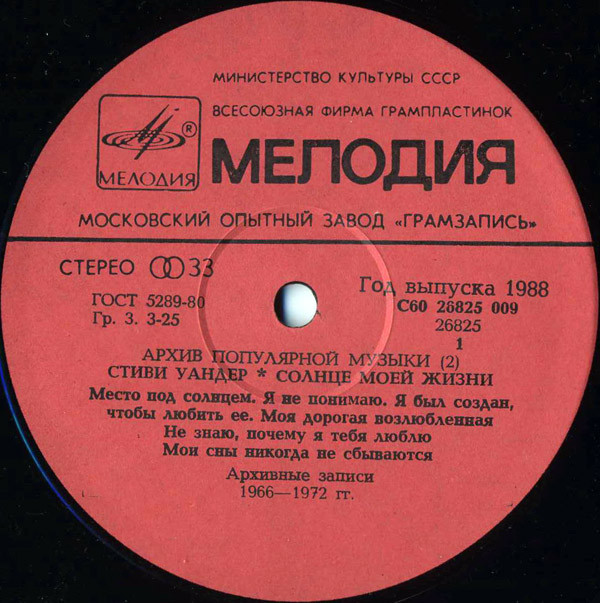 МИНИСТЕРСТВО КУЛЬТУРЫ СССР
ВСЕСОЮЗНАЯ ФИРМА ГРАМПЛАСТИНОК
®
МЕЛОДИЯ
МЕЛОДИЯ
МОСКОВСКИЙ ОПЫТНЫЙ ЗАВОД «ГРАМЗАПИСЬ»
СТЕРЕО 33
Год выпуска 1988
ГОСТ 5289-80
С60 26825 009
Гр. 3. 3-25
26825
1
АРХИВ ПОПУЛЯРНОЙ МУЗЫКИ (2)
СТИВИ УАНДЕР * СОЛНЦЕ МОЕЙ ЖИЗНИ
Место под солнцем. Я не понимаю. Я был создан,
чтобы любить ее. Моя дорогая возлюбленная
Не знаю, почему я тебя люблю
Мои сны никогда не сбываются
Архивные записи
1966—1972 гг.